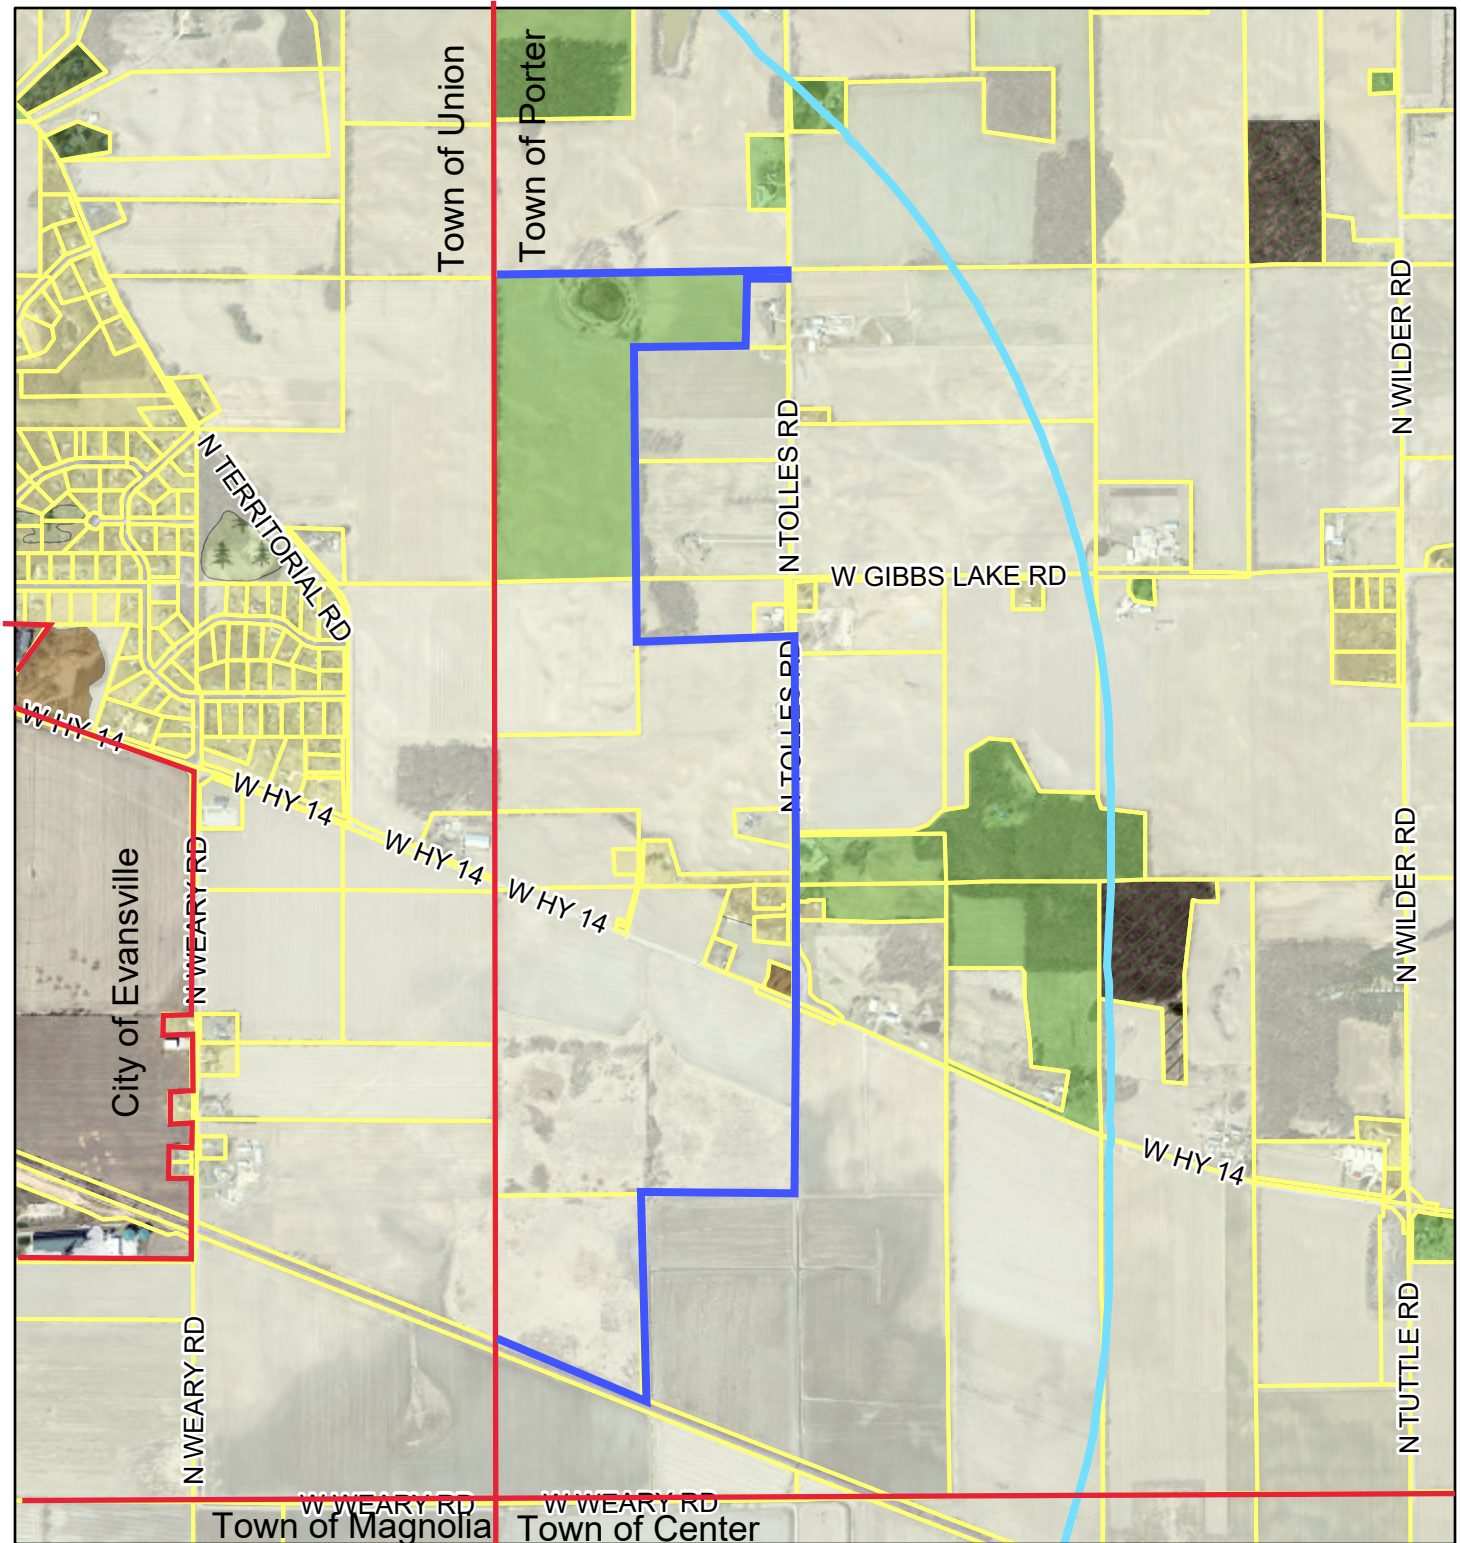 Town of Union
Town of Porter
N WILDER RD
N TOLLES RD
N TERRITORIAL RD
W GIBBS LAKE RD
N TOLLES RD
W HY 14
W HY 14
W HY 14
W HY 14
N WEARY RD
City of Evansville
N WILDER RD
W HY 14
N WEARY RD
N TUTTLE RD
W WEARY RD
W WEARY RD
Town of Magnolia
Town of Center